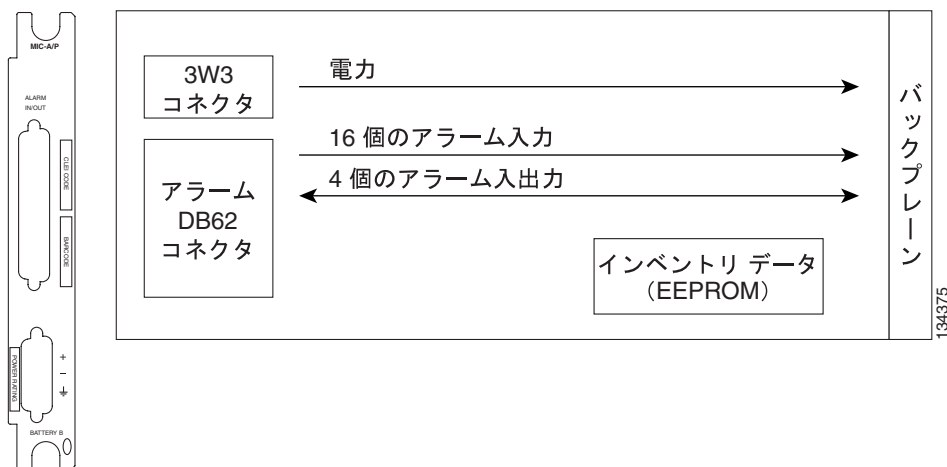 MIC-A/P
ALARM
IN/OUT
CLEI CODE
BARCODE
POWER RATING
+
−
BATTERY B
3W3
コネクタ
電力
アラーム
DB62
コネクタ
16 個のアラーム入力
4 個のアラーム入出力
インベントリ データ
（EEPROM）
バックプレーン
134375